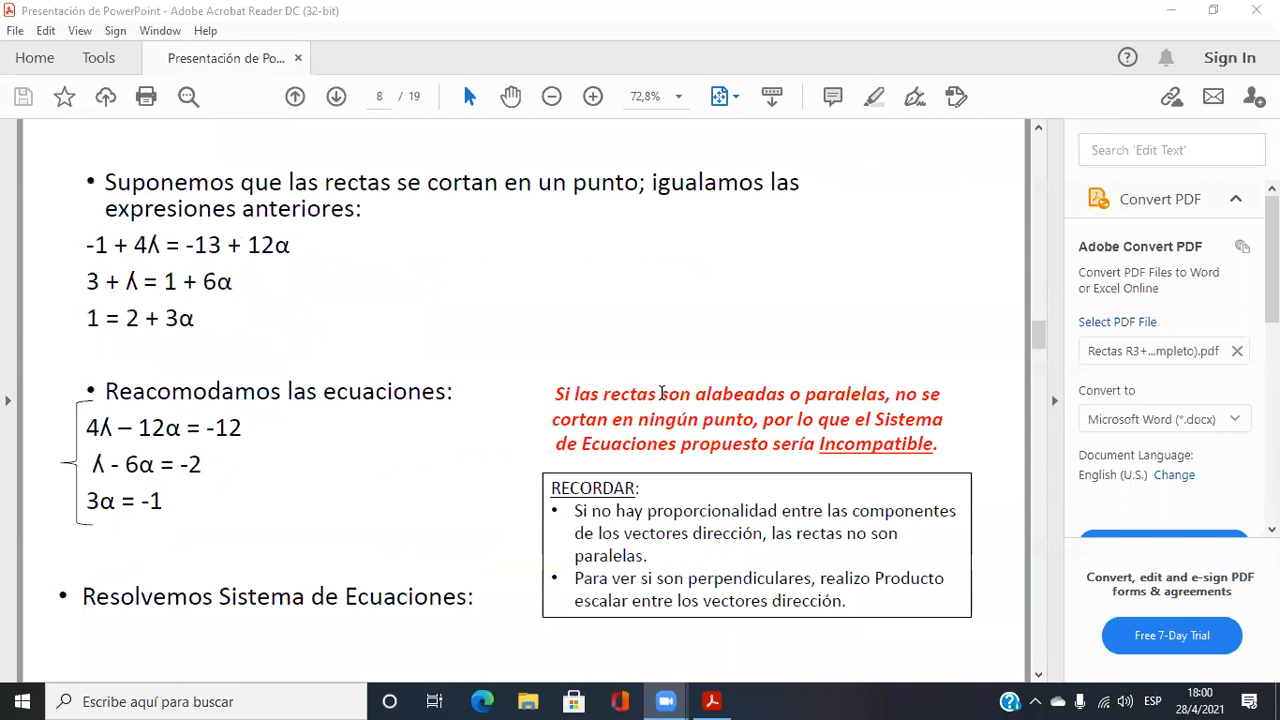 Presentación de PowerPoint - Adobe Acrobat Reader DC (32-bit)
File Edit View Sign Window Help
Home Tools Presentación de Po... × Sign In
8 / 19 72,8%
• Suponemos que las rectas se cortan en un punto; igualamos las
expresiones anteriores:
-1 + 4ʎ = -13 + 12α
3 + ʎ = 1 + 6α
1 = 2 + 3α
• Reacomodamos las ecuaciones:
4ʎ – 12α = -12
ʎ - 6α = -2
3α = -1
• Resolvemos Sistema de Ecuaciones:
Si las rectas son alabeadas o paralelas, no se
cortan en ningún punto, por lo que el Sistema
de Ecuaciones propuesto sería Incompatible.
RECORDAR:
• Si no hay proporcionalidad entre las componentes
de los vectores dirección, las rectas no son
paralelas.
• Para ver si son perpendiculares, realizo Producto
escalar entre los vectores dirección.
Search 'Edit Text'
Convert PDF
Adobe Convert PDF
Convert PDF Files to Word
or Excel Online
Select PDF File
Rectas R3+...mpleto).pdf
Convert to
Microsoft Word (*.docx)
Document Language:
English (U.S.) Change
Convert, edit and e-sign PDF
forms & agreements
Free 7-Day Trial
Escribe aquí para buscar
ESP
18:00
28/4/2021